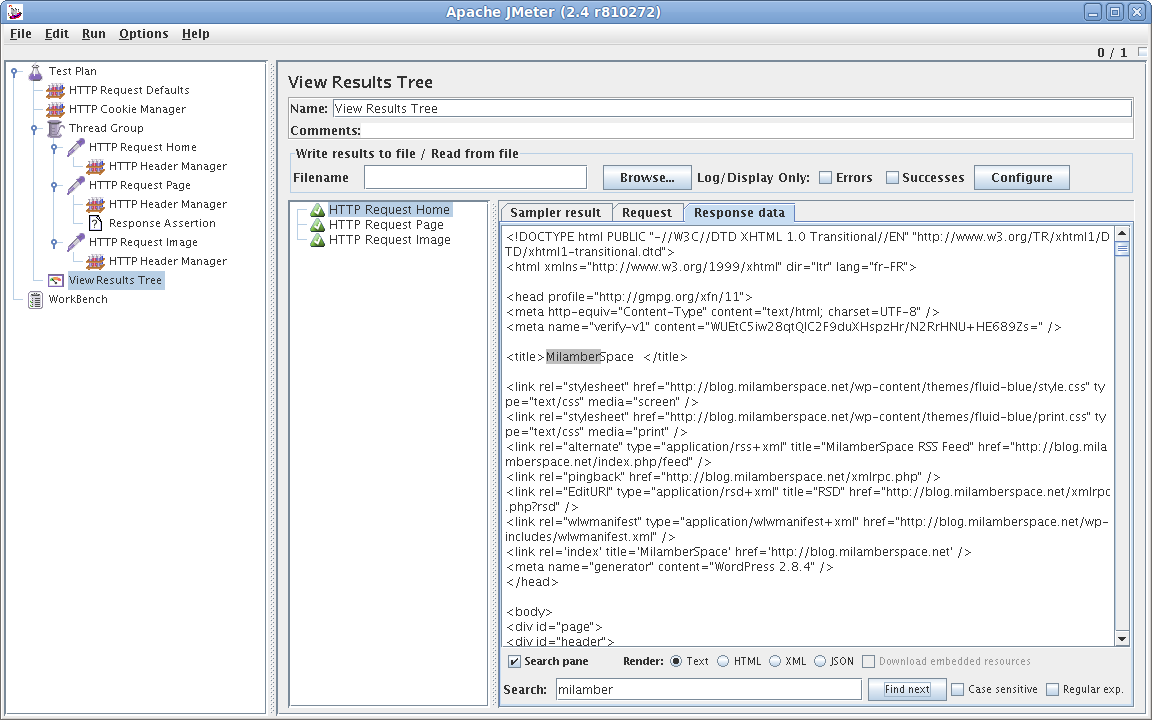 Apache JMeter (2.4 r810272)
File Edit Run Options Help
0 / 1
Test Plan
HTTP Request Defaults
HTTP Cookie Manager
Thread Group
HTTP Request Home
HTTP Header Manager
HTTP Request Page
HTTP Header Manager
Response Assertion
HTTP Request Image
HTTP Header Manager
View Results Tree
WorkBench
View Results Tree
Name: View Results Tree
Comments:
Write results to file / Read from file
Filename Browse... Log/Display Only: Errors Successes Configure
HTTP Request Home
HTTP Request Page
HTTP Request Image
Sampler result Request Response data
<!DOCTYPE html PUBLIC "-//W3C//DTD XHTML 1.0 Transitional//EN" "http://www.w3.org/TR/xhtml1/D
TD/xhtml1-transitional.dtd">
<html xmlns="http://www.w3.org/1999/xhtml" dir="ltr" lang="fr-FR">
<head profile="http://gmpg.org/xfn/11">
<meta http-equiv="Content-Type" content="text/html; charset=UTF-8" />
<meta name="verify-v1" content="WUEtC5iw28qtQIC2F9duXHspzHr/N2RrHNU+HE689Zs=" />
<title>MilamberSpace  </title>
<link rel="stylesheet" href="http://blog.milamberspace.net/wp-content/themes/fluid-blue/style.css" ty
pe="text/css" media="screen" />
<link rel="stylesheet" href="http://blog.milamberspace.net/wp-content/themes/fluid-blue/print.css" ty
pe="text/css" media="print" />
<link rel="alternate" type="application/rss+xml" title="MilamberSpace RSS Feed" href="http://blog.mila
mberspace.net/index.php/feed" />
<link rel="pingback" href="http://blog.milamberspace.net/xmlrpc.php" />
<link rel="EditURI" type="application/rsd+xml" title="RSD" href="http://blog.milamberspace.net/xmlrpc
.php?rsd" />
<link rel="wlwmanifest" type="application/wlwmanifest+xml" href="http://blog.milamberspace.net/wp-
includes/wlwmanifest.xml" />
<link rel='index' title='MilamberSpace' href='http://blog.milamberspace.net' />
<meta name="generator" content="WordPress 2.8.4" />
</head>
<body>
<div id="page">
<div id="header">
Search pane Render: Text HTML XML JSON Download embedded resources
Search: milamber Find next Case sensitive Regular exp.